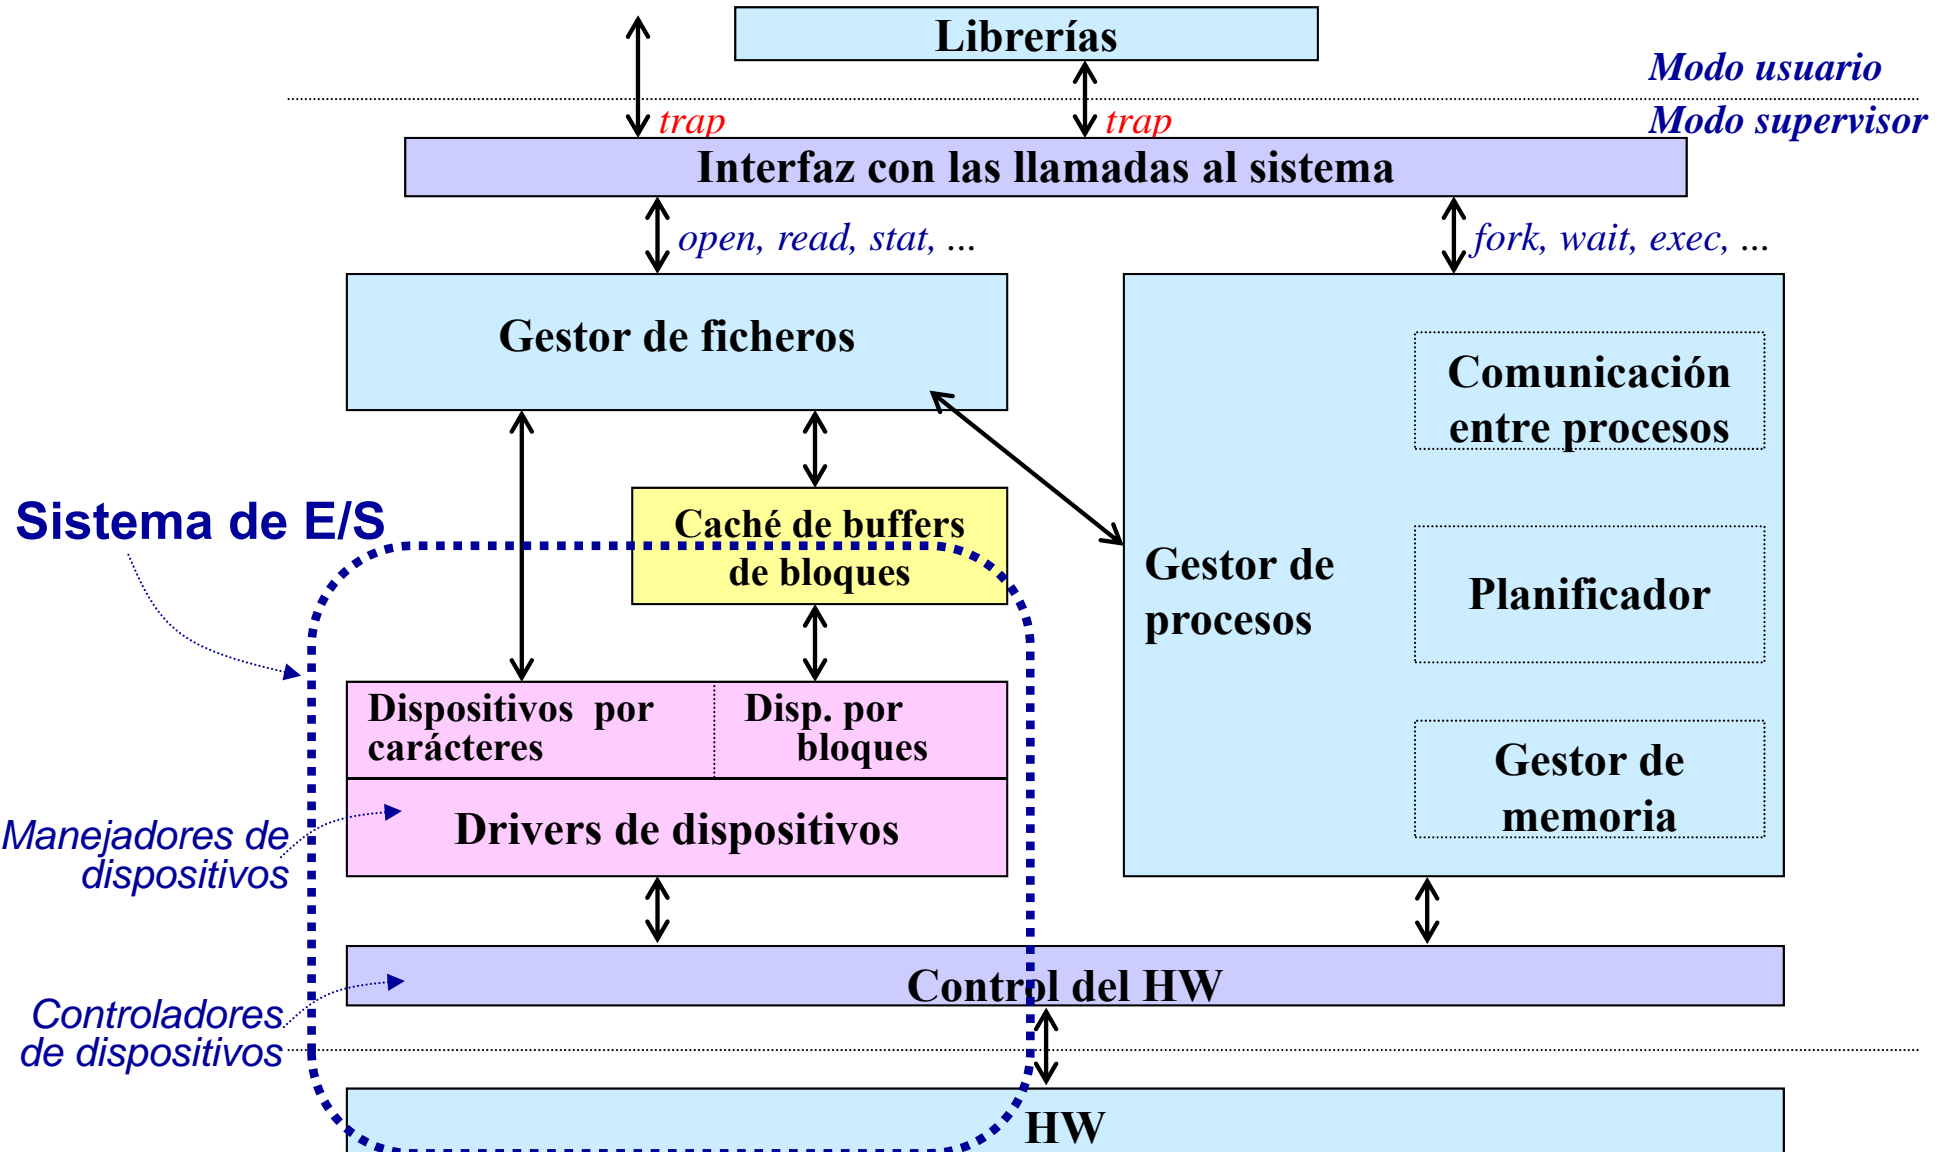 Librerías
Modo usuario
trap
trap
Modo supervisor
Interfaz con las llamadas al sistema
open, read, stat, ...
fork, wait, exec, ...
Gestor de ficheros
Comunicación
entre procesos
Sistema de E/S
Caché de buffers
de bloques
Gestor de
procesos
Planificador
Dispositivos por
carácteres
Disp. por
bloques
Gestor de
memoria
Manejadores de
dispositivos
Drivers de dispositivos
Control del HW
Controladores
de dispositivos
HW